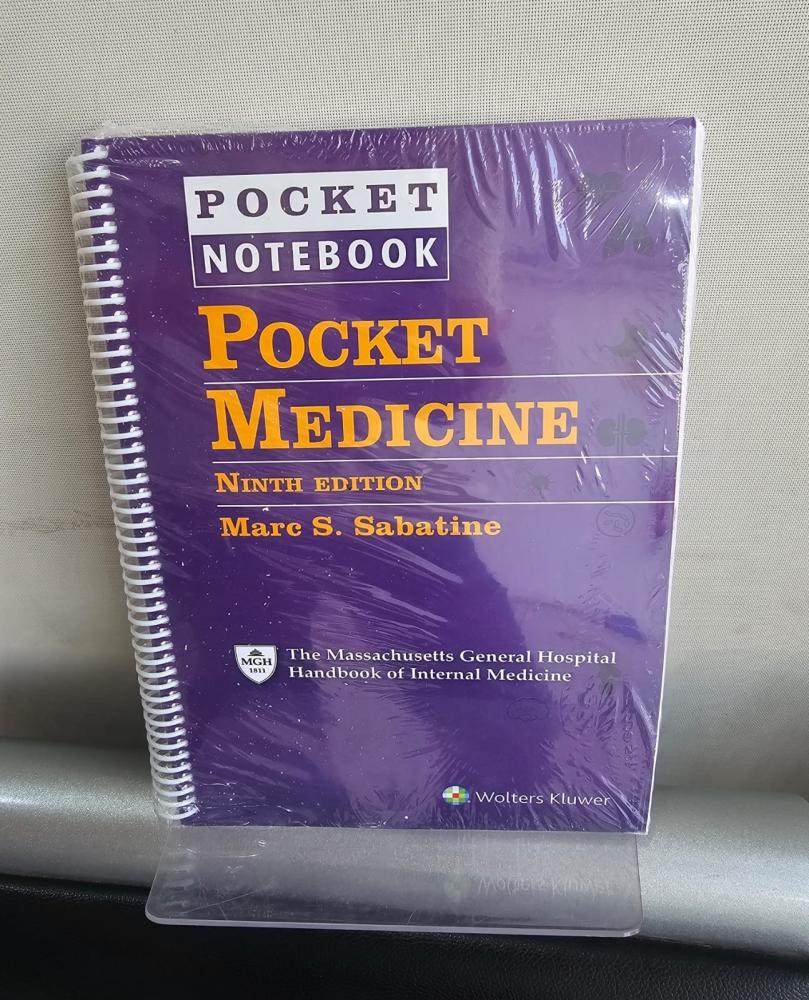 POCKET
NOTEBOOK
POCKET
MEDICINE
NINTH EDITION
Marc S. Sabatine
MGH
1811
The Massachusetts General Hospital
Handbook of Internal Medicine
Wolters Kluwer